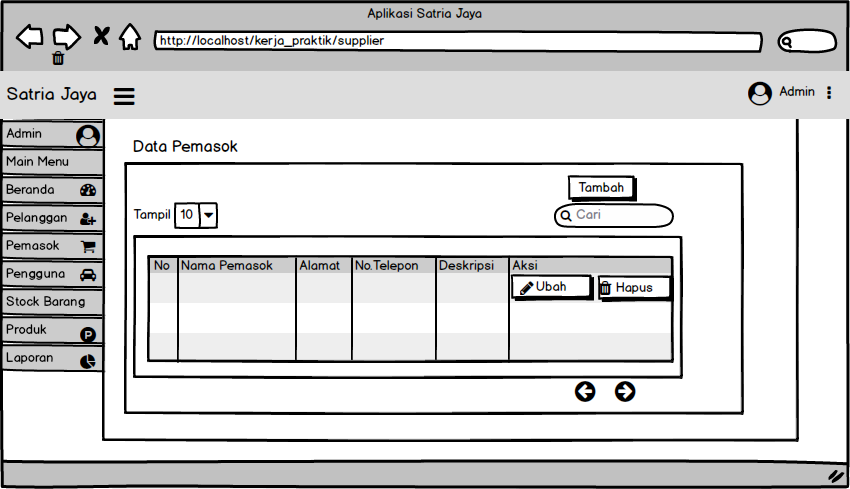 Aplikasi Satria Jaya
http://localhost/kerja_praktik/supplier
Satria Jaya
Admin
Admin
Main Menu
Beranda
Pelanggan
Pemasok
Pengguna
Stock Barang
Produk
P
Laporan
Data Pemasok
Tambah
Tampil 10
Cari
No Nama Pemasok Alamat No.Telepon Deskripsi Aksi
Ubah Hapus